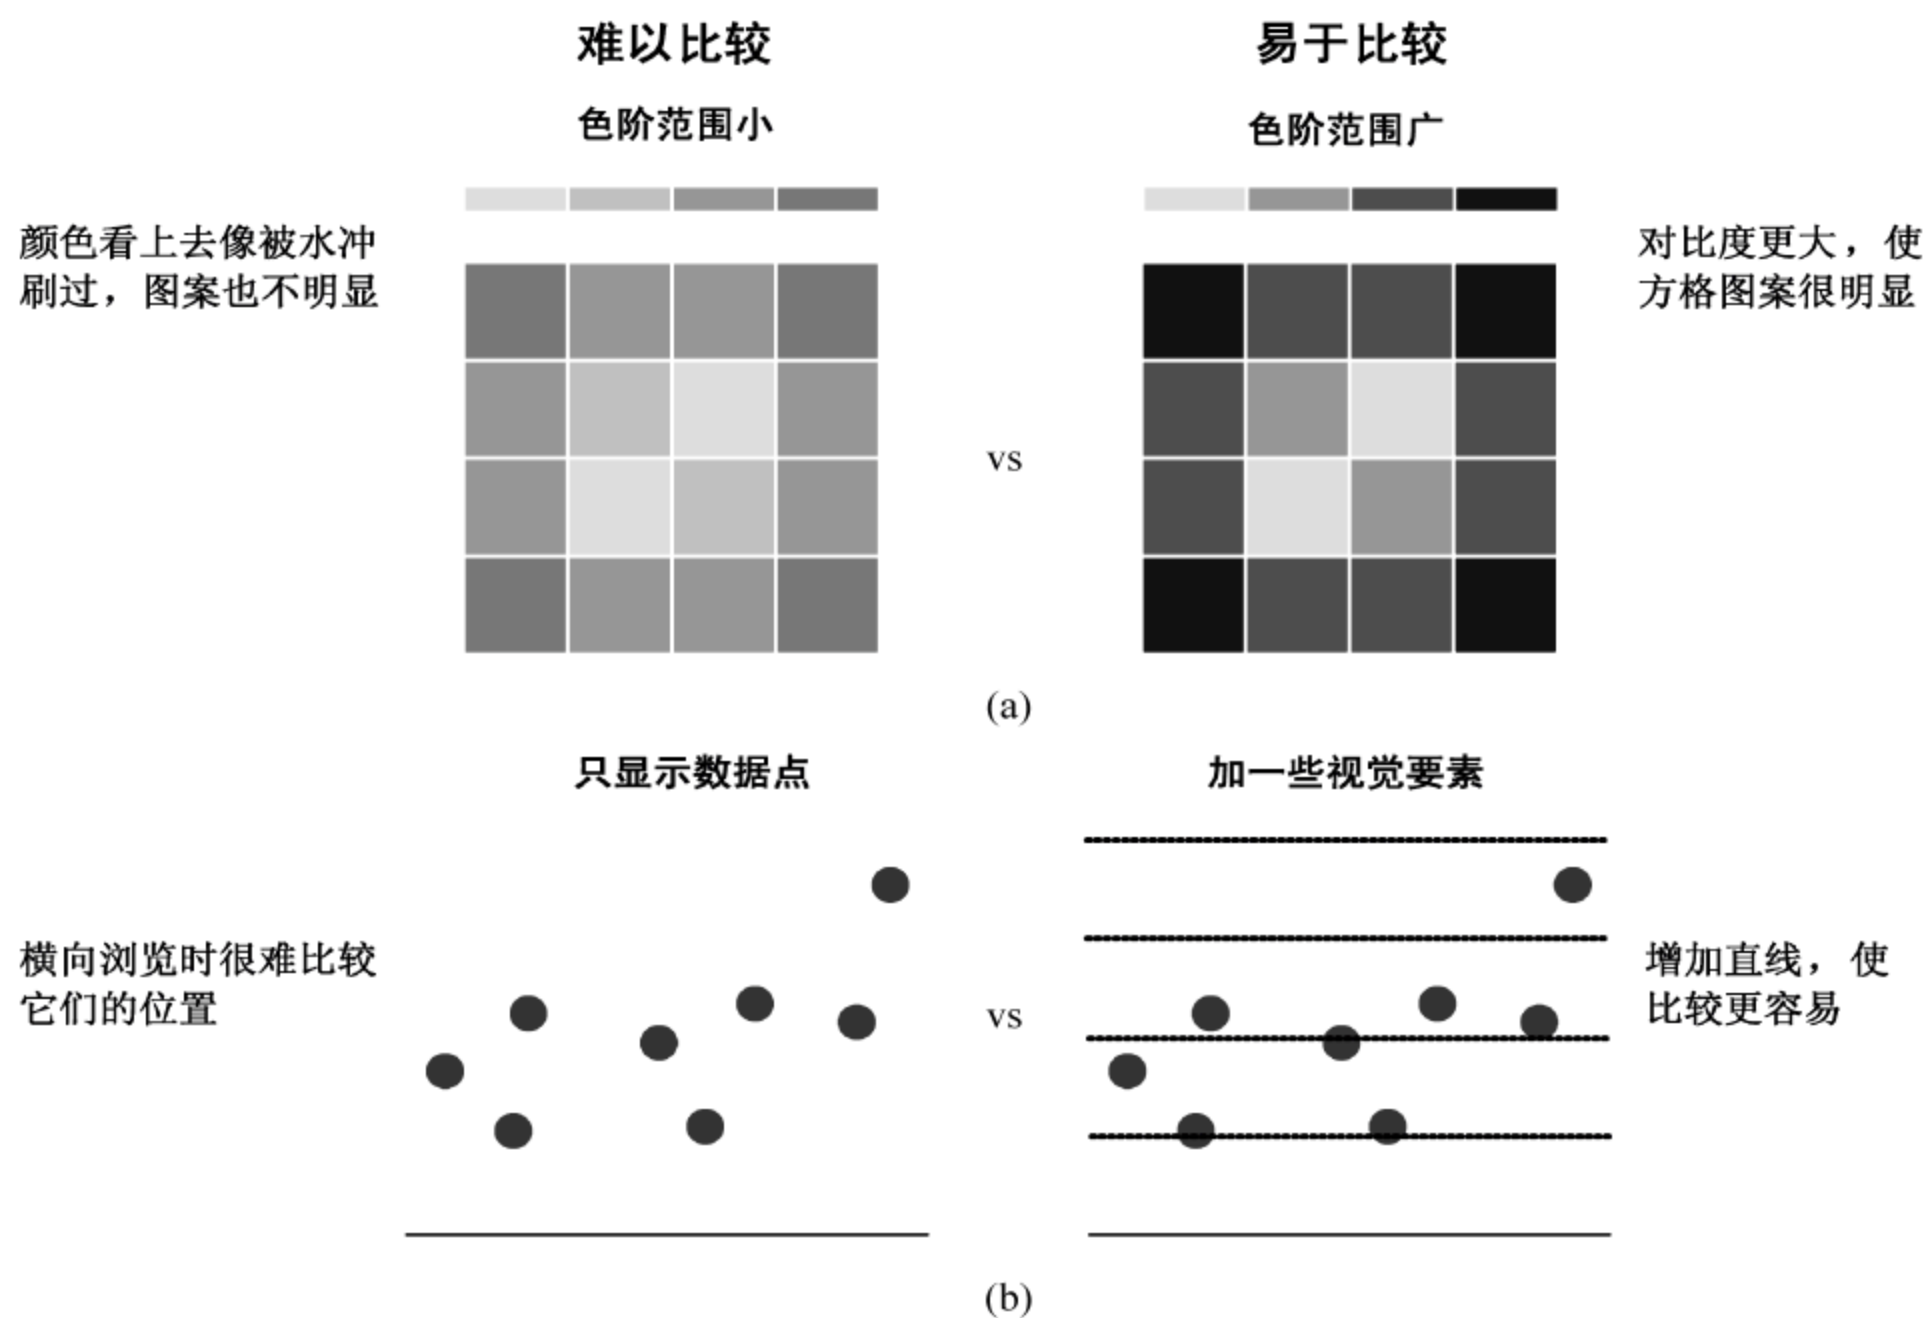 难以比较
易于比较
色阶范围小
色阶范围广
颜色看上去像被水冲
刷过，图案也不明显
对比度更大，使
方格图案很明显
vs
(a)
只显示数据点
加一些视觉要素
横向浏览时很难比较
它们的位置
vs
增加直线，使
比较更容易
(b)